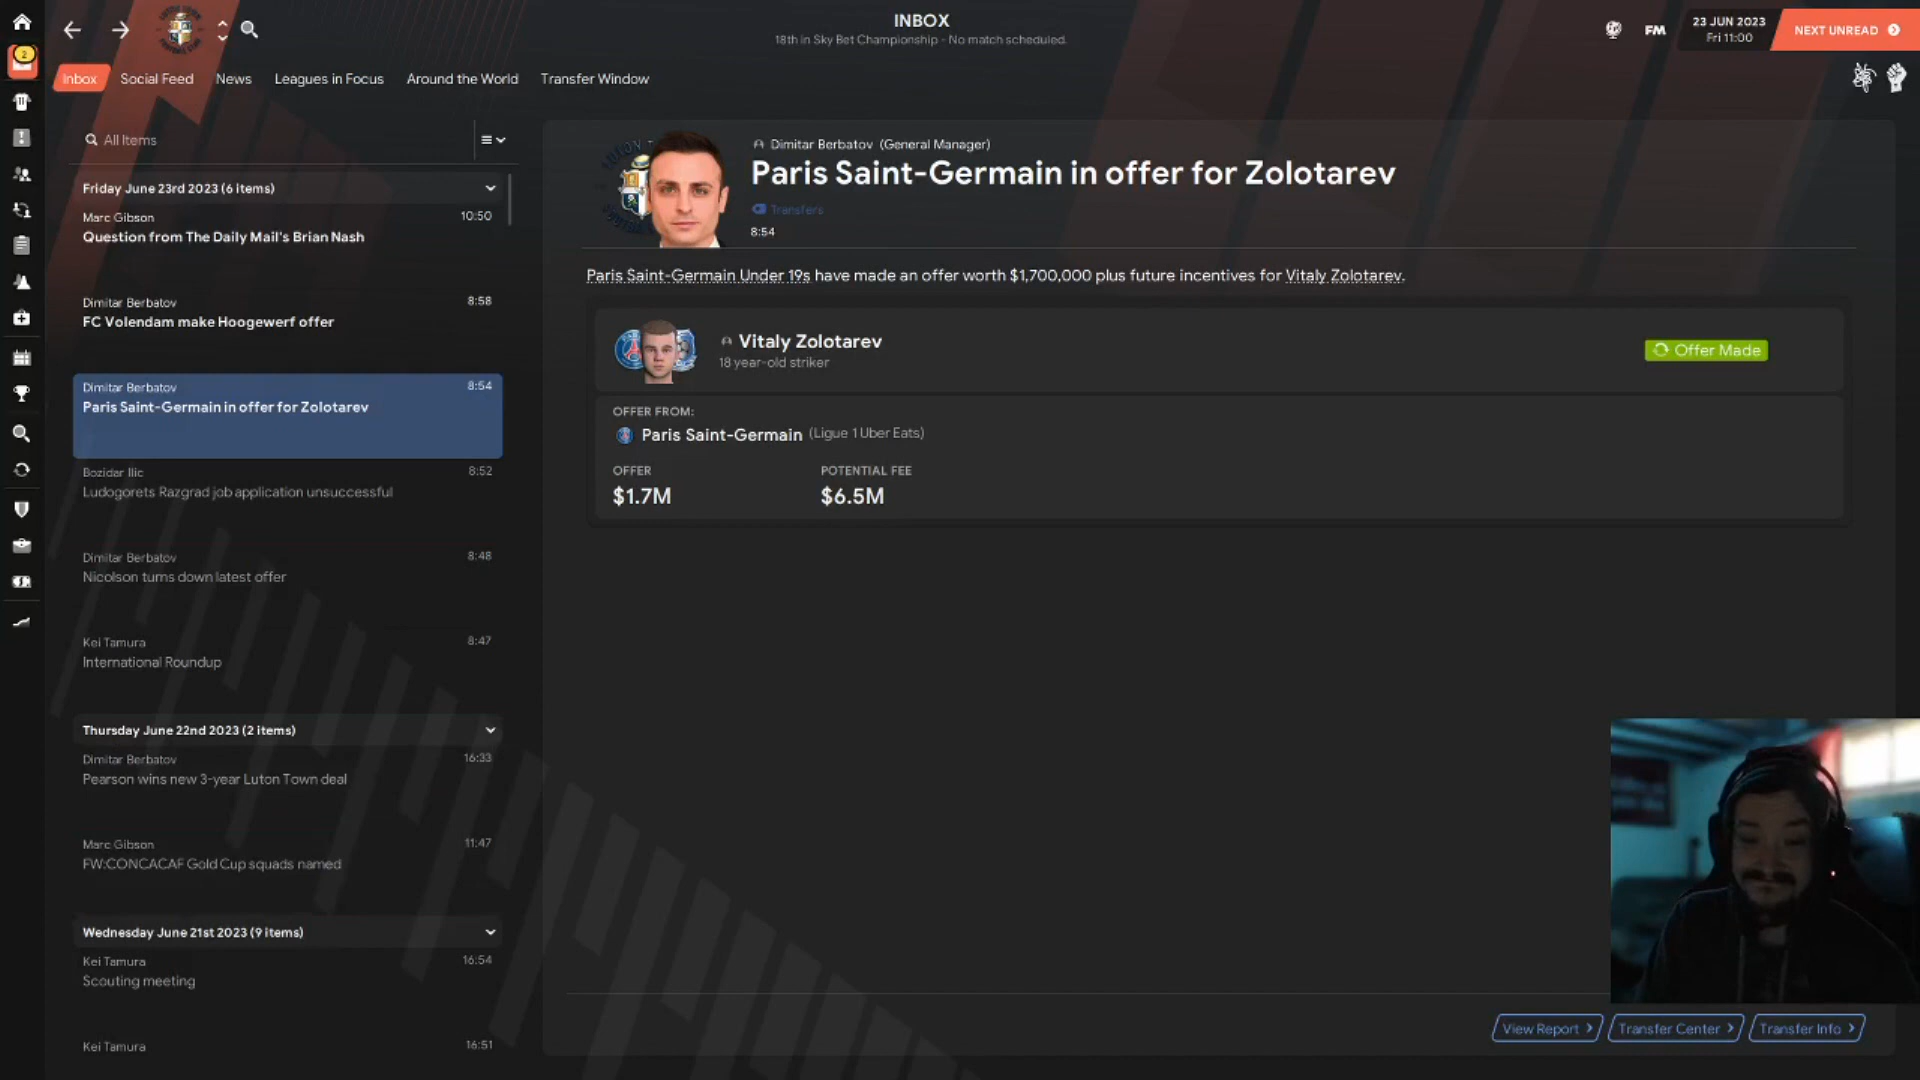 INBOX
18th in Sky Bet Championship - No match scheduled.
FM
23 JUN 2023
Fri 11:00
NEXT UNREAD
2
Inbox
Social Feed
News
Leagues in Focus
Around the World
Transfer Window
All Items
Friday June 23rd 2023 (6 items)
Marc Gibson
10:50
Question from The Daily Mail's Brian Nash
Dimitar Berbatov
8:58
FC Volendam make Hoogewerf offer
Dimitar Berbatov
8:54
Paris Saint-Germain in offer for Zolotarev
Bozidar Ilic
8:52
Ludogorets Razgrad job application unsuccessful
Dimitar Berbatov
8:48
Nicolson turns down latest offer
Kei Tamura
8:47
International Roundup
Thursday June 22nd 2023 (2 items)
Dimitar Berbatov
16:33
Pearson wins new 3-year Luton Town deal
Marc Gibson
11:47
FW:CONCACAF Gold Cup squads named
Wednesday June 21st 2023 (9 items)
Kei Tamura
16:54
Scouting meeting
Kei Tamura
16:51
Dimitar Berbatov (General Manager)
Paris Saint-Germain in offer for Zolotarev
Transfers
8:54
Paris Saint-Germain Under 19s have made an offer worth $1,700,000 plus future incentives for Vitaly Zolotarev.
Vitaly Zolotarev
18 year-old striker
Offer Made
OFFER FROM:
Paris Saint-Germain (Ligue 1 Uber Eats)
OFFER
POTENTIAL FEE
$1.7M
$6.5M
View Report
Transfer Center
Transfer Info